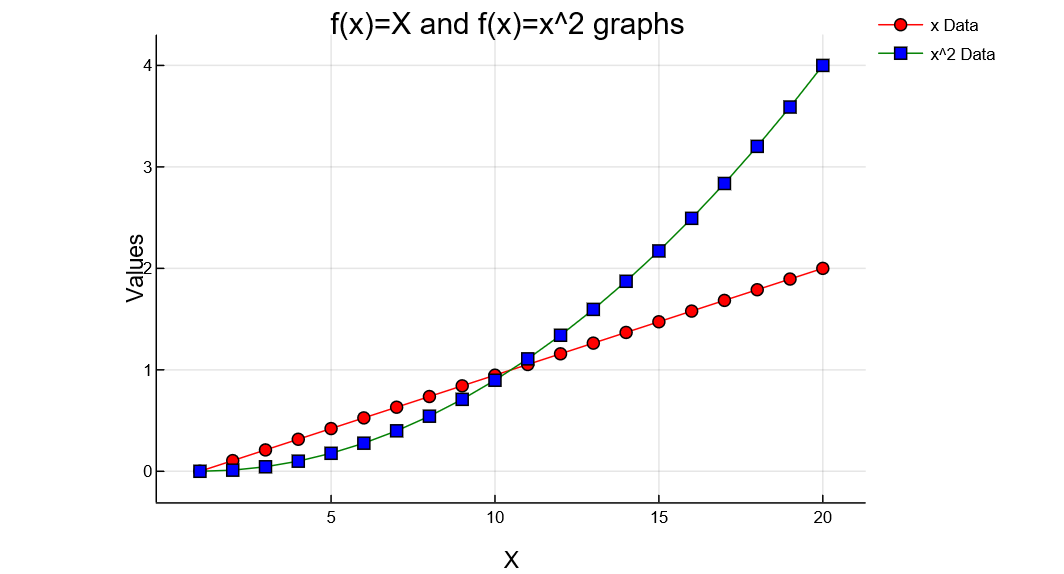 f(x)=X and f(x)=x^2 graphs
x Data
x^2 Data
4
3
Values
2
1
0
5
10
15
20
X